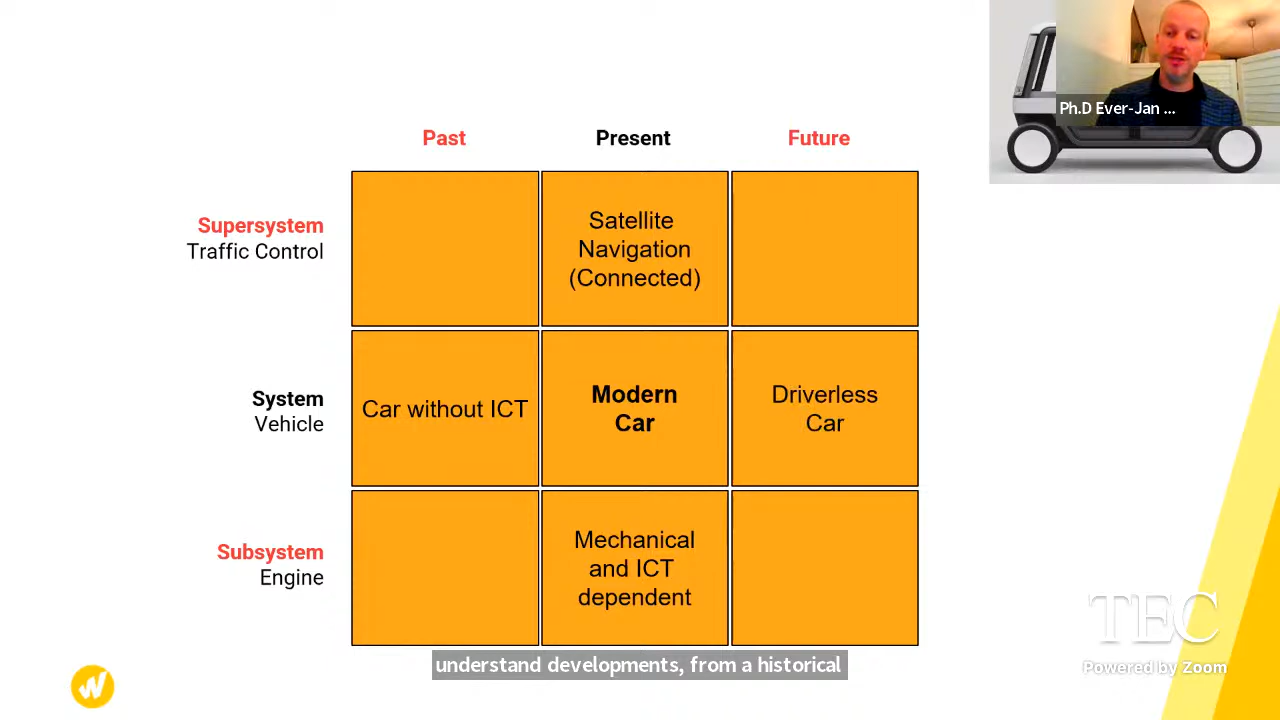 Ph.D Ever-Jan ...
Past
Present
Future
Supersystem
Traffic Control
Satellite
Navigation
(Connected)
System
Vehicle
Car without ICT
Modern
Car
Driverless
Car
Subsystem
Engine
Mechanical
and ICT
dependent
understand developments, from a historical
W
TEC
Powered by Zoom